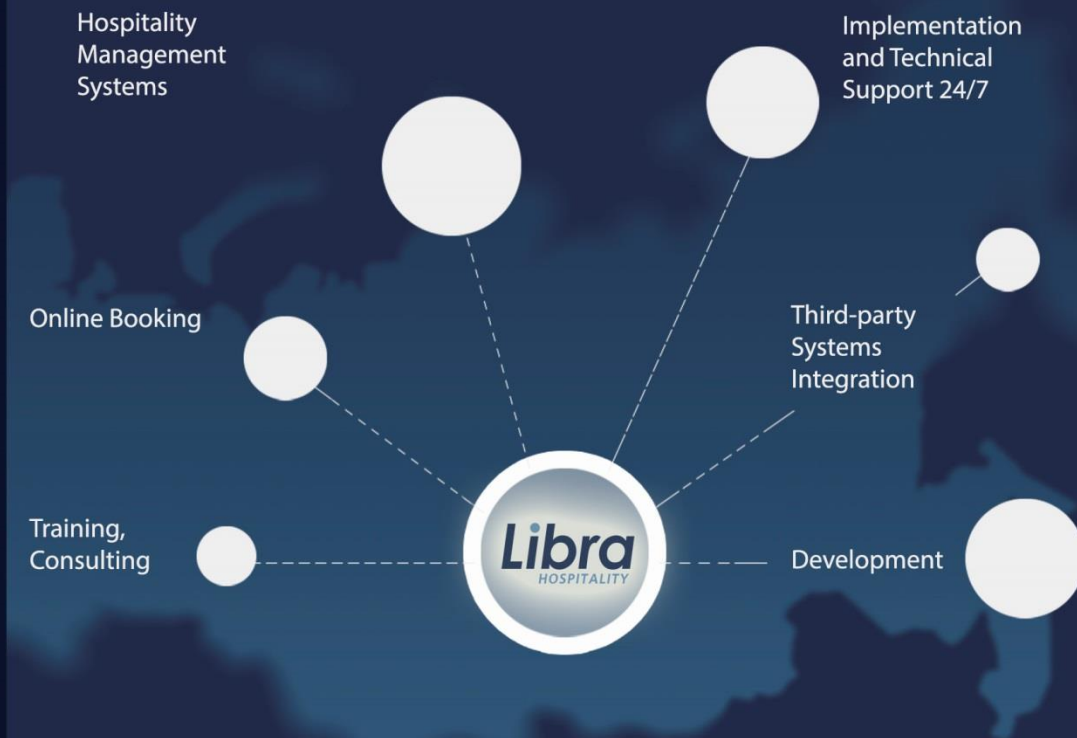 Hospitality
Management
Systems
Implementation
and Technical
Support 24/7
Online Booking
Third-party
Systems
Integration
Training,
Consulting
Libra
HOSPITALITY
Development